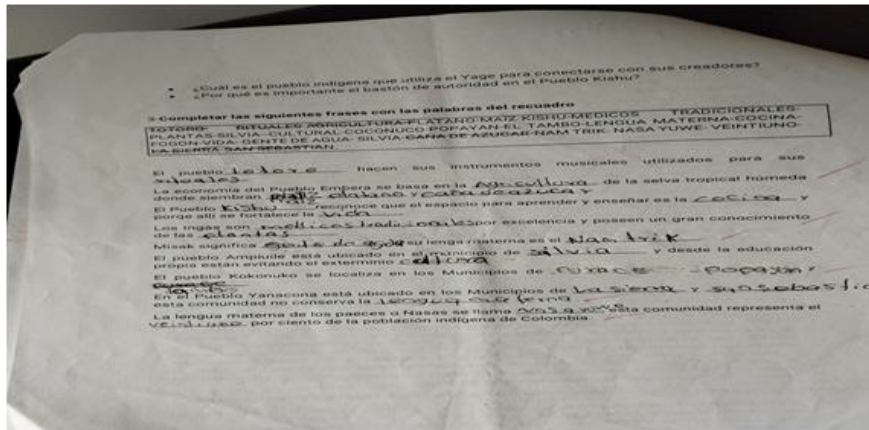 • ¿Cuál es el pueblo indígena que utiliza el Yage para conectarse con sus creadores?
• ¿Por qué es importante el bastón de autoridad en el Pueblo Kishu?
Completar las siguientes frases con las palabras del recuadro
TOTORO- RITUALES-AGRICULTURA-PLATANO-MAIZ-KISHU-MEDICOS TRADICIONALES-
PLANTAS-SILVIA-CULTURAL-COCONUCO-POPAYAN-EL TAMBO-LENGUA MATERNA-COCINA-
FOGON-VIDA-GENTE DE AGUA-SILVIA-CAÑA DE AZUCAR-NAM TRIK-NASA YUWE-VEINTIUNO-
LA SIERRA-SAN SEBASTIAN
El pueblo totoro hacen sus instrumentos musicales utilizados para sus
rituales
La economía del Pueblo Embera se basa en la Agricultura de la selva tropical húmeda
donde siembran maiz platano y caña de azucar
El Pueblo Kishu reconoce que el espacio para aprender y enseñar es la cocina y
porqe allí se fortalece la vida
Los Ingas son medicos tradicionales por excelencia y poseen un gran conocimiento
de las plantas
Misak significa gente de agua su lenga materna es el Nam trik
El pueblo Ampiuile está ubicado en el municipio de Silvia y desde la educación
propia están evitando el exterminio cultura
El pueblo Kokonuko se localiza en los Municipios de Popayan y
En el Pueblo Yanacona está ubicado en los Municipios de La sierra y san sebastia
esta comunidad no conserva la lengua materna
La lengua materna de los paeces o Nasas se llama Nasa yuwe esta comunidad representa el
veintiuno por ciento de la población indígena de Colombia.